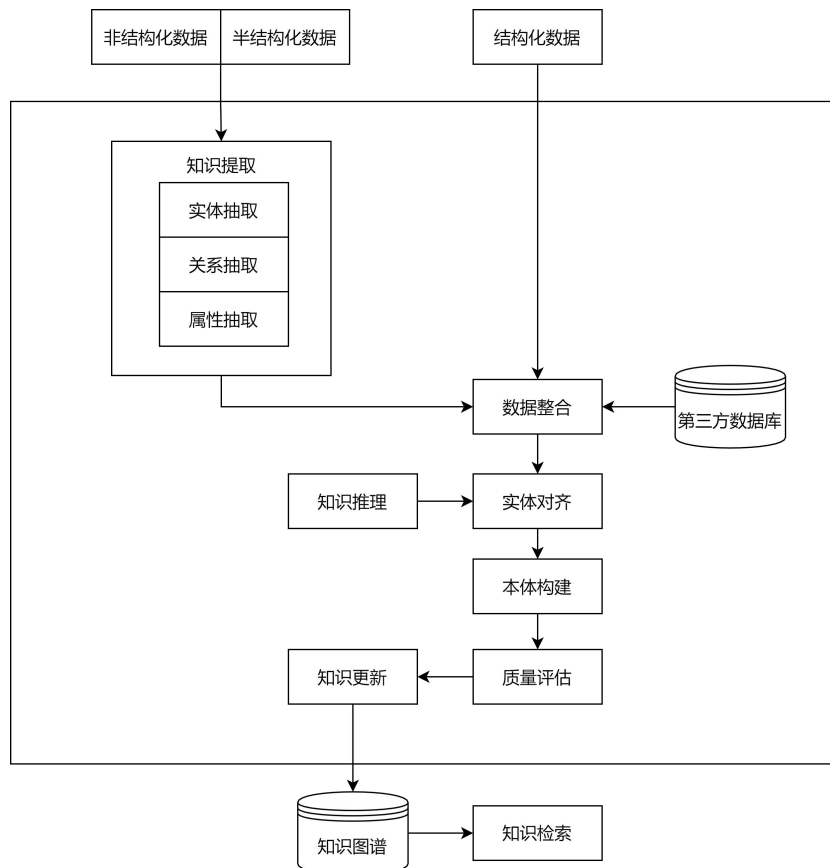 非结构化数据
半结构化数据
结构化数据
知识提取
实体抽取
关系抽取
属性抽取
数据整合
第三方数据库
知识推理
实体对齐
本体构建
知识更新
质量评估
知识图谱
知识检索